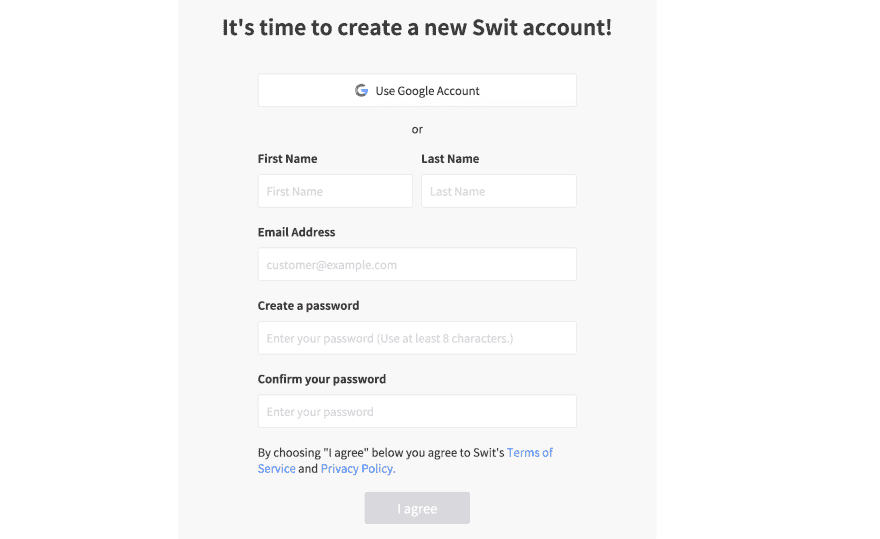 It's time to create a new Swit account!
Use Google Account
or
First Name
Last Name
First Name
Last Name
Email Address
customer@example.com
Create a password
Enter your password (Use at least 8 characters.)
Confirm your password
Enter your password
By choosing "I agree" below you agree to Swit's Terms of
Service and Privacy Policy.
I agree